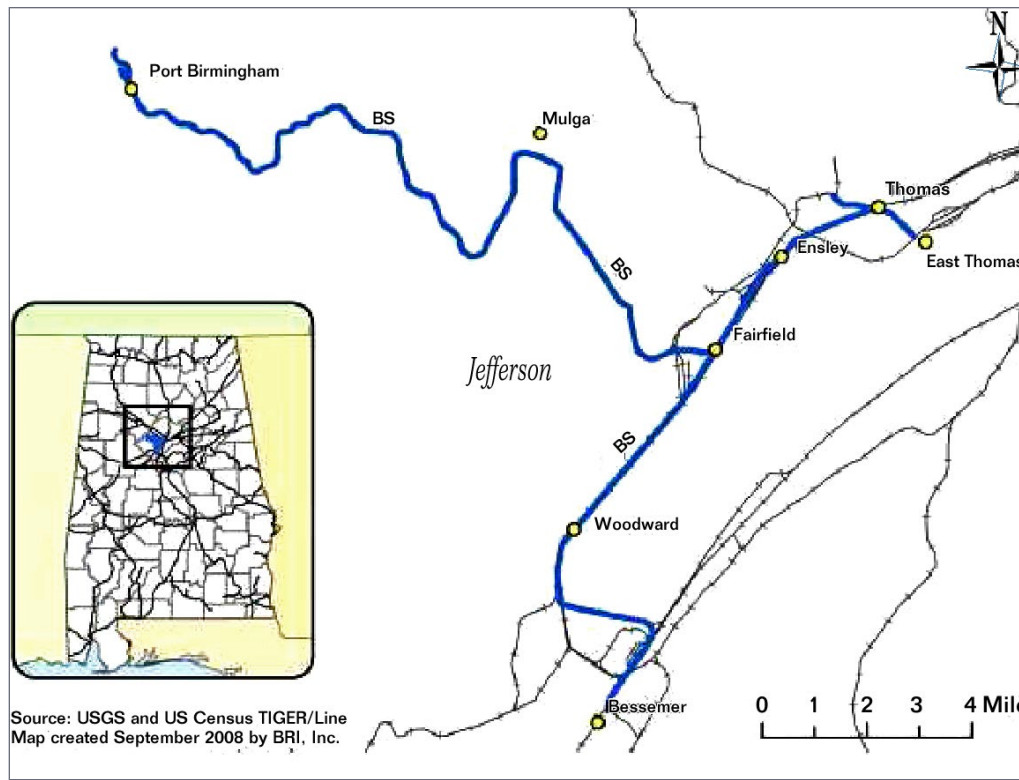 N
Port Birmingham
BS
Mulga
Thomas
Ensley
East Thomas
BS
Fairfield
Jefferson
BS
Woodward
Bessemer
0 1 2 3 4 Mile
Source: USGS and US Census TIGER/Line
Map created September 2008 by BRI, Inc.